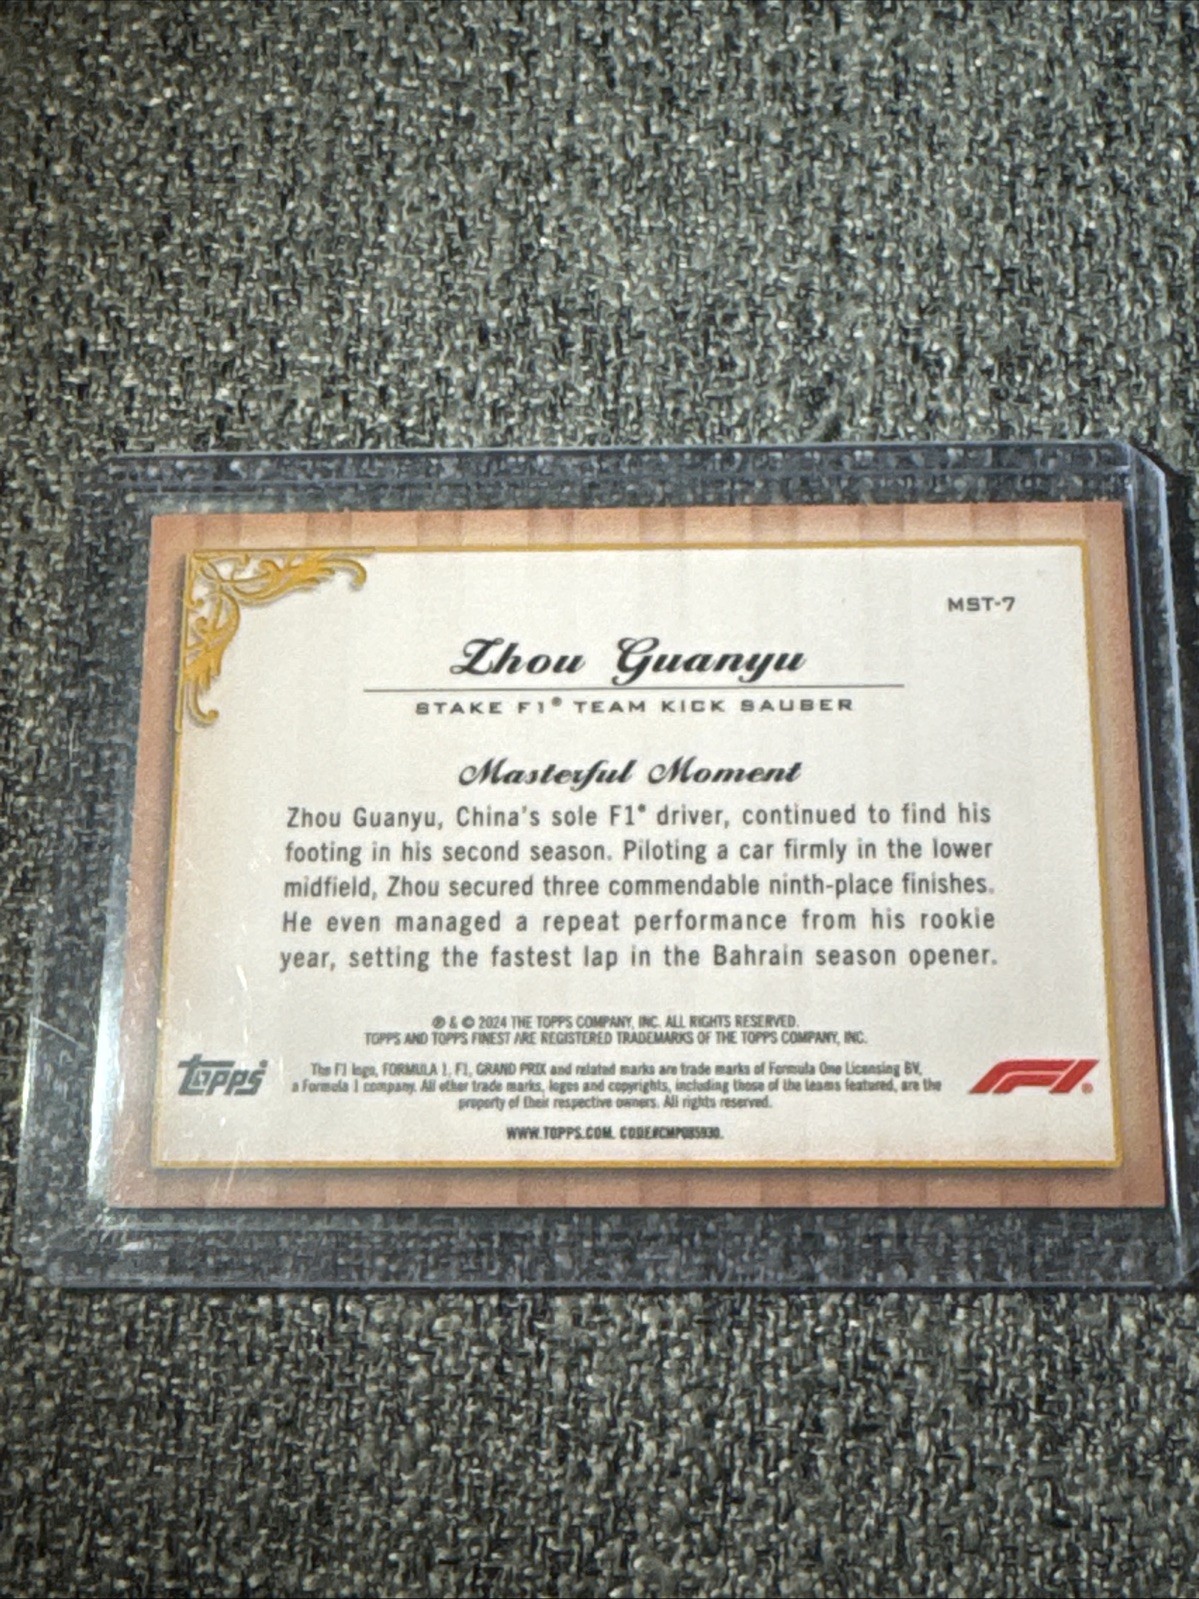 MST-7
Zhou Guanyu
STAKE F1® TEAM KICK SAUBER
Masterful Moment
Zhou Guanyu, China's sole F1® driver, continued to find his
footing in his second season. Piloting a car firmly in the lower
midfield, Zhou secured three commendable ninth-place finishes.
He even managed a repeat performance from his rookie
year, setting the fastest lap in the Bahrain season opener.
® & © 2024 THE TOPPS COMPANY, INC. ALL RIGHTS RESERVED.
TOPPS AND TOPPS FINEST ARE REGISTERED TRADEMARKS OF THE TOPPS COMPANY, INC.
The F1 logo, FORMULA 1, F1, GRAND PRIX and related marks are trade marks of Formula One Licensing BV,
a Formula 1 company. All other trade marks, logos and copyrights, including those of the teams featured, are the
property of their respective owners. All rights reserved.
WWW.TOPPS.COM. CODE#CMP085930.
TOPPS
F1®